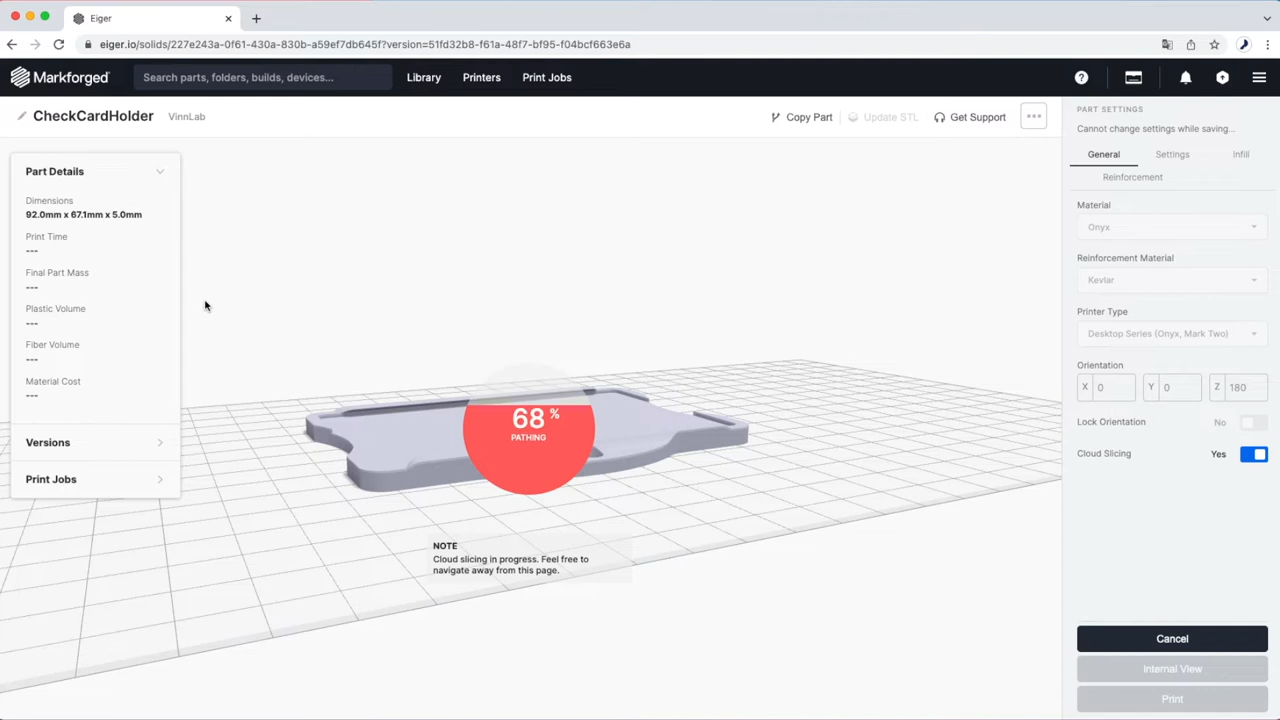 Eiger
eiger.io/solids/227e243a-0f61-430a-830b-a59ef7db645f?version=51fd32b8-f61a-48f7-bf95-f04bcf663e6a
Markforged
Search parts, folders, builds, devices...
Library
Printers
Print Jobs
CheckCardHolder
VinnLab
Copy Part
Update STL
Get Support
Part Details
Dimensions
92.0mm x 67.1mm x 5.0mm
Print Time
---
Final Part Mass
---
Plastic Volume
---
Fiber Volume
---
Material Cost
---
Versions
Print Jobs
68 %
PATHING
NOTE
Cloud slicing in progress. Feel free to
navigate away from this page.
PART SETTINGS
Cannot change settings while saving...
General
Settings
Infill
Reinforcement
Material
Onyx
Reinforcement Material
Kevlar
Printer Type
Desktop Series (Onyx, Mark Two)
Orientation
X 0 Y 0 Z 180
Lock Orientation No
Cloud Slicing Yes
Cancel
Internal View
Print